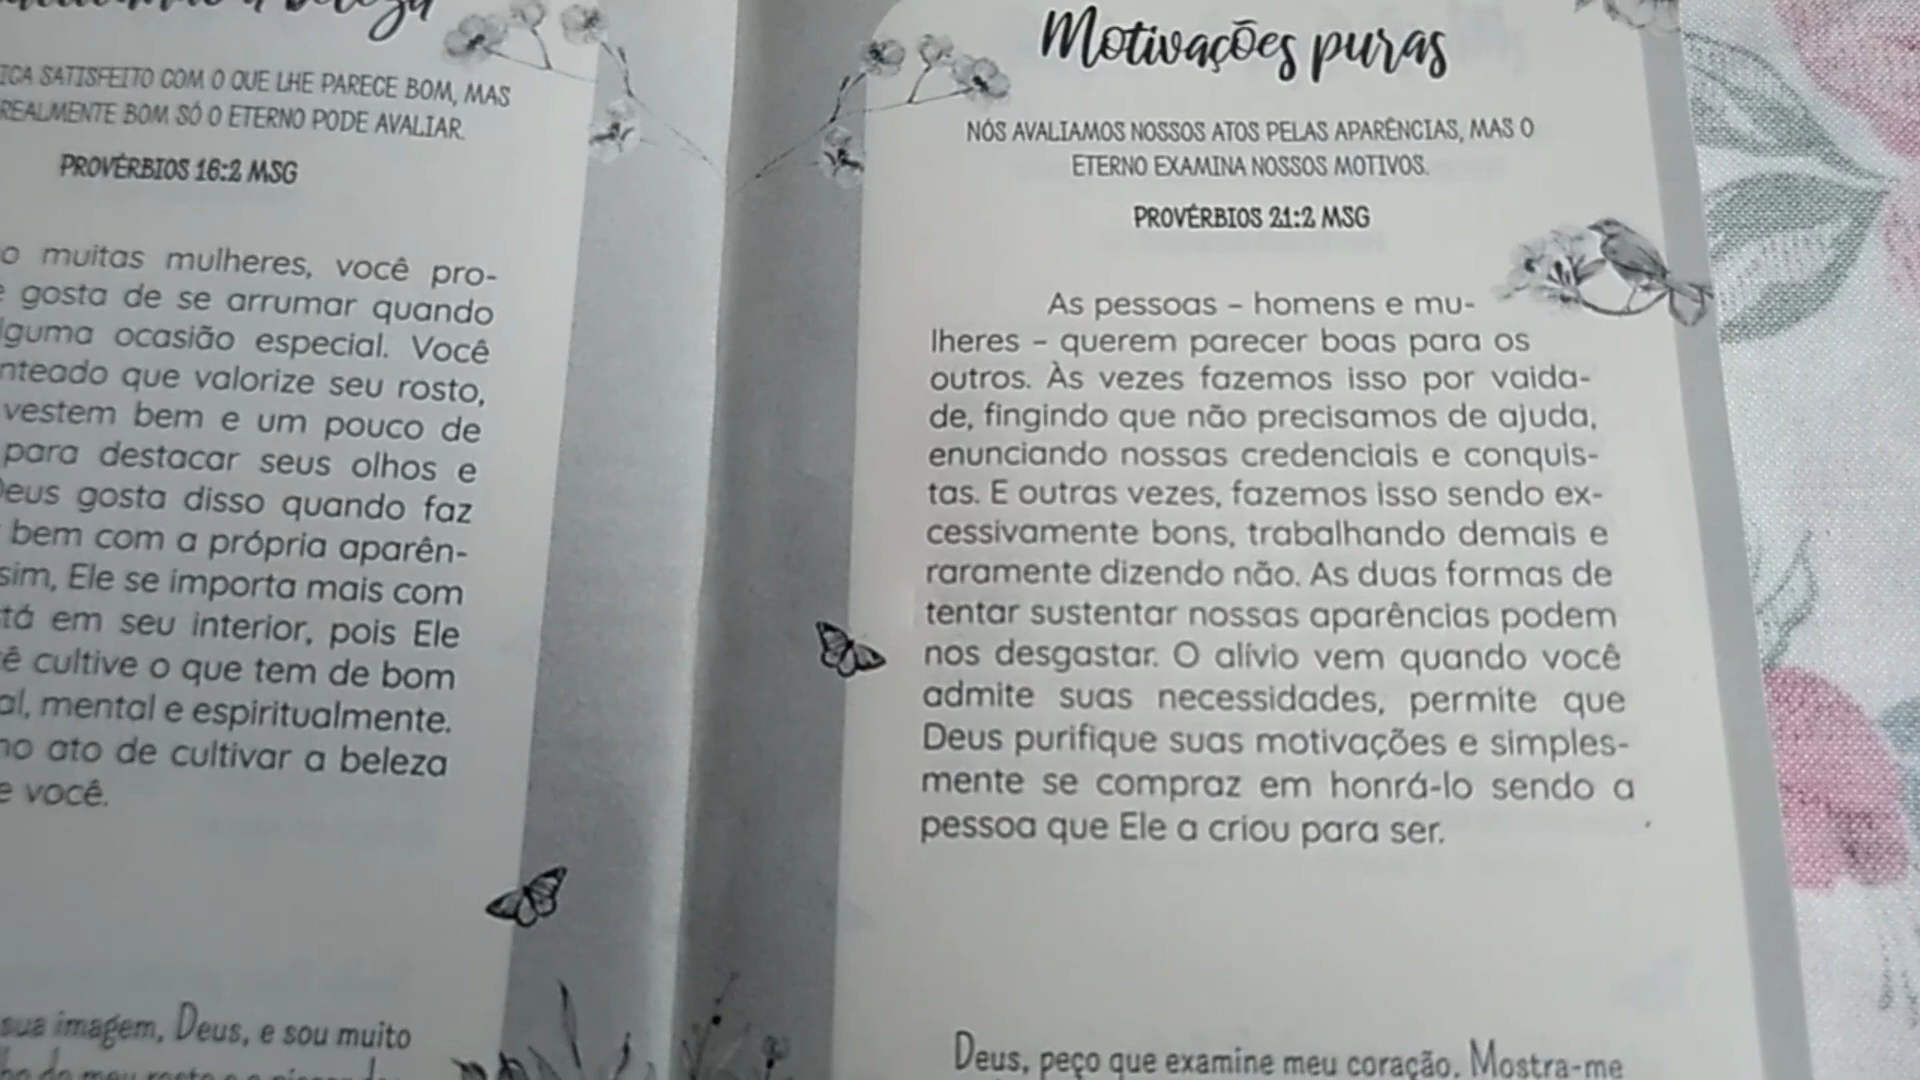 a beleza
SATISFEITO COM O QUE LHE PARECE BOM, MAS
REALMENTE BOM SÓ O ETERNO PODE AVALIAR.
PROVÉRBIOS 16:2 MSG
o muitas mulheres, você pro-
e gosta de se arrumar quando
lguma ocasião especial. Você
nteado que valorize seu rosto,
vestem bem e um pouco de
para destacar seus olhos e
Deus gosta disso quando faz
bem com a própria aparên-
sim, Ele se importa mais com
tá em seu interior, pois Ele
ê cultive o que tem de bom
al, mental e espiritualmente.
no ato de cultivar a beleza
e você.
sua imagem, Deus, e sou muito
Motivações puras
NÓS AVALIAMOS NOSSOS ATOS PELAS APARÊNCIAS, MAS O
ETERNO EXAMINA NOSSOS MOTIVOS.
PROVÉRBIOS 21:2 MSG
As pessoas – homens e mu-
lheres – querem parecer boas para os
outros. Às vezes fazemos isso por vaida-
de, fingindo que não precisamos de ajuda,
enunciando nossas credenciais e conquis-
tas. E outras vezes, fazemos isso sendo ex-
cessivamente bons, trabalhando demais e
raramente dizendo não. As duas formas de
tentar sustentar nossas aparências podem
nos desgastar. O alívio vem quando você
admite suas necessidades, permite que
Deus purifique suas motivações e simples-
mente se compraz em honrá-lo sendo a
pessoa que Ele a criou para ser.
Deus, peço que examine meu coração. Mostra-me